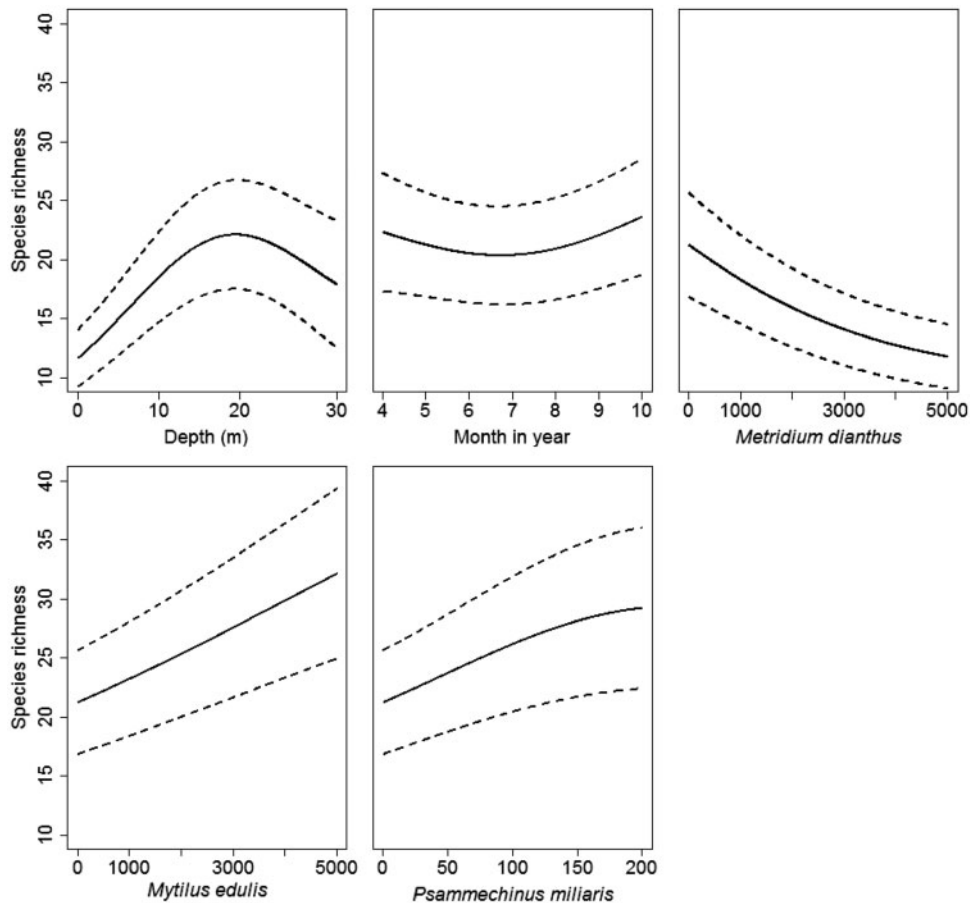 Species richness
40
35
30
25
20
15
10
0 10 20 30
Depth (m)
4 5 6 7 8 9 10
Month in year
0 1000 3000 5000
Metridium dianthus
Species richness
40
35
30
25
20
15
10
0 1000 3000 5000
Mytilus edulis
0 50 100 150 200
Psammechinus miliaris